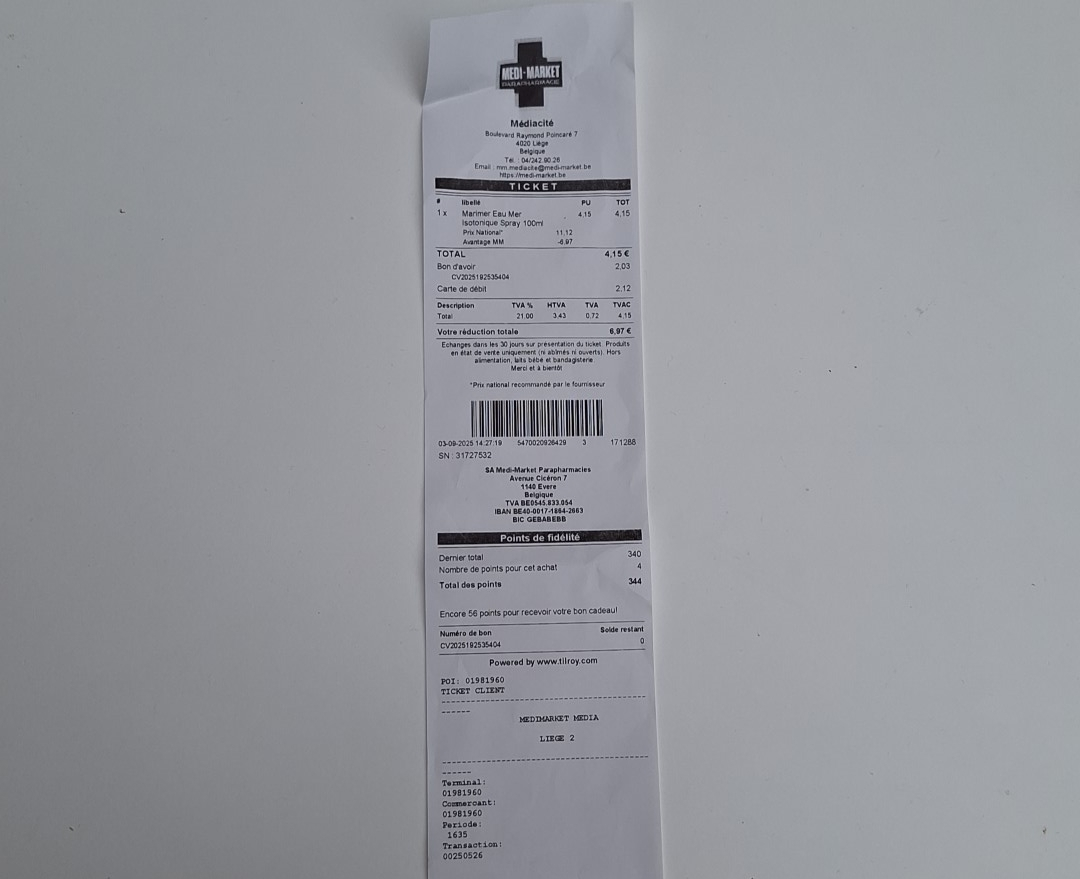 MEDI-MARKET
PARAPHARMACIE
Médiacité
Boulevard Raymond Poincaré 7
4020 Liège
Belgique
Tél. : 04/242.90.26
Email : mm.mediacite@medi-market.be
https://medi-market.be
TICKET
# libellé PU TOT
1 x Marimer Eau Mer 4,15 4,15
Isotonique Spray 100ml
Prix National* 11,12
Avantage MM -6,97
TOTAL 4,15 €
Bon d'avoir 2,03
CV2025192535404
Carte de débit 2,12
Description TVA % HTVA TVA TVAC
Total 21,00 3,43 0,72 4,15
Votre réduction totale 6,97 €
Echanges dans les 30 jours sur présentation du ticket. Produits
en état de vente uniquement (ni abîmés ni ouverts). Hors
alimentation, laits bébé et bandagisterie.
Merci et à bientôt
*Prix national recommandé par le fournisseur
03-09-2025 14:27:19 5470020926429 3 171288
SN : 31727532
SA Medi-Market Parapharmacies
Avenue Cicéron 7
1140 Evere
Belgique
TVA BE0545.833.054
IBAN BE40-0017-1864-2663
BIC GEBABEBB
Points de fidélité
Dernier total 340
Nombre de points pour cet achat 4
Total des points 344
Encore 56 points pour recevoir votre bon cadeau!
Numéro de bon Solde restant
CV2025192535404 0
Powered by www.tilroy.com
POI: 01981960
TICKET CLIENT
MEDIMARKET MEDIA
LIEGE 2
Terminal:
01981960
Commercant:
01981960
Periode:
1635
Transaction:
00250526